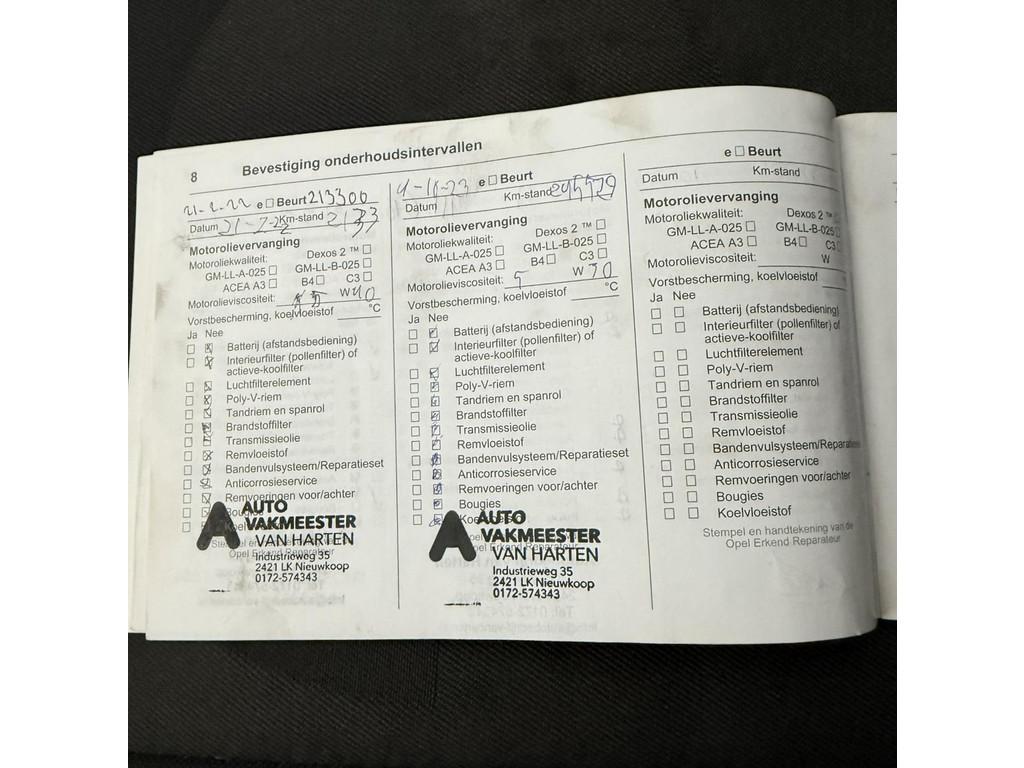 8 Bevestiging onderhoudsintervallen
21-2-22 e □ Beurt 213300
Datum 21-2-22 Km-stand
Motorolievervanging
Motoroliekwaliteit: Dexos 2 ™ □
GM-LL-A-025 □ GM-LL-B-025 □
ACEA A3 □ B4 □ C3 □
Motorolieviscositeit: 5 W 40
Vorstbescherming, koelvloeistof °C
Ja Nee
Batterij (afstandsbediening)
Interieurfilter (pollenfilter) of
actieve-koolfilter
Luchtfilterelement
Poly-V-riem
Tandriem en spanrol
Brandstoffilter
Transmissieolie
Remvloeistof
Bandenvulsysteem/Reparatieset
Anticorrosieservice
Remvoeringen voor/achter
Bougies
AUTO
VAKMEESTER
VAN HARTEN
Industrieweg 35
2421 LK Nieuwkoop
0172-574343
e □ Beurt
Datum Km-stand
Motorolievervanging
Motoroliekwaliteit: Dexos 2 ™ □
GM-LL-A-025 □ GM-LL-B-025 □
ACEA A3 □ B4 □ C3 □
Motorolieviscositeit: 5 W 30
Vorstbescherming, koelvloeistof °C
Ja Nee
Batterij (afstandsbediening)
Interieurfilter (pollenfilter) of
actieve-koolfilter
Luchtfilterelement
Poly-V-riem
Tandriem en spanrol
Brandstoffilter
Transmissieolie
Remvloeistof
Bandenvulsysteem/Reparatieset
Anticorrosieservice
Remvoeringen voor/achter
Bougies
AUTO
VAKMEESTER
VAN HARTEN
Industrieweg 35
2421 LK Nieuwkoop
0172-574343
e □ Beurt
Datum Km-stand
Motorolievervanging
Motoroliekwaliteit: Dexos 2 ™
GM-LL-A-025 □ GM-LL-B-025
ACEA A3 □ B4 □ C3
Motorolieviscositeit: W
Vorstbescherming, koelvloeistof
Ja Nee
Batterij (afstandsbediening)
Interieurfilter (pollenfilter) of
actieve-koolfilter
Luchtfilterelement
Poly-V-riem
Tandriem en spanrol
Brandstoffilter
Transmissieolie
Remvloeistof
Bandenvulsysteem/Reparatieset
Anticorrosieservice
Remvoeringen voor/achter
Bougies
Koelvloeistof
Stempel en handtekening van de
Opel Erkend Reparateur